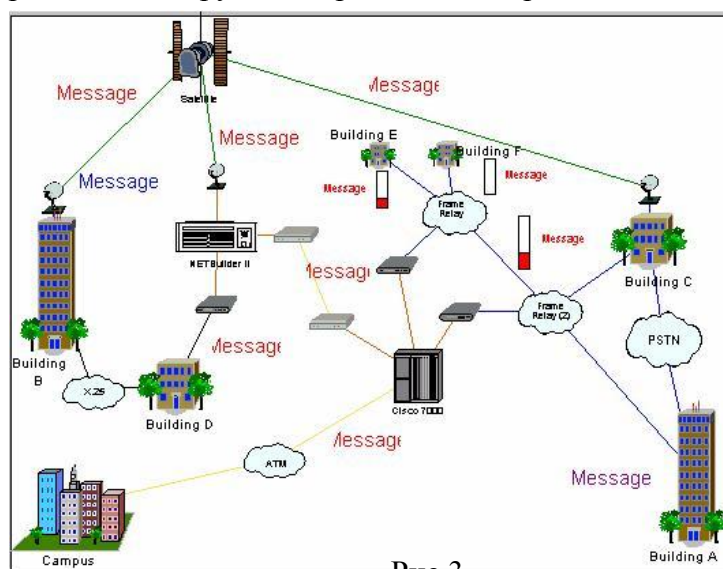 Message
Satellite
Message
Message
Building E
Building F
Message
Message
Message
Frame
Relay
Message
NETBuilder II
Message
Building C
Frame
Relay (2)
PSTN
Building
B
X.25
Building D
Message
Cisco 7000
Message
ATM
Message
Campus
Building A
Рис 3